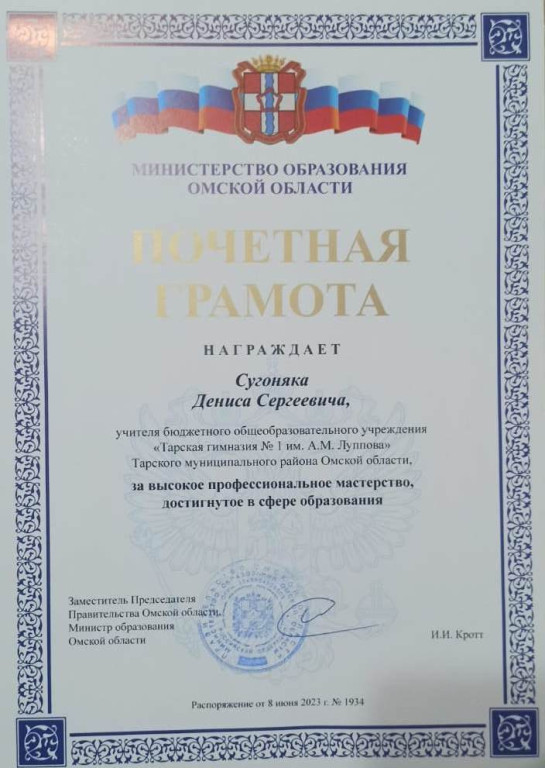 МИНИСТЕРСТВО ОБРАЗОВАНИЯ
ОМСКОЙ ОБЛАСТИ
ПОЧЕТНАЯ
ГРАМОТА
НАГРАЖДАЕТ
Сугоняка
Дениса Сергеевича,
учителя бюджетного общеобразовательного учреждения
«Тарская гимназия № 1 им. А.М. Луппова»
Тарского муниципального района Омской области,
за высокое профессиональное мастерство,
достигнутое в сфере образования
Заместитель Председателя
Правительства Омской области,
Министр образования
Омской области
И.И. Кротт
Распоряжение от 8 июня 2023 г. № 1934